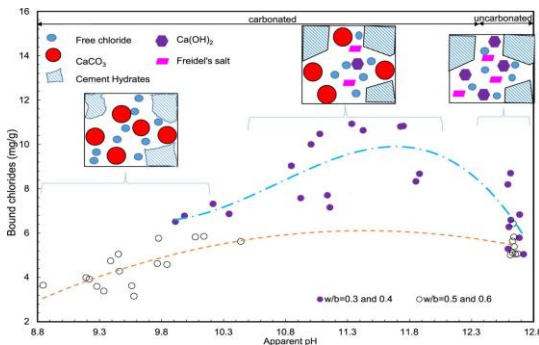 carbonated
uncarbonated
Free chloride
CaCO3
Cement Hydrates
Ca(OH)2
Freidel's salt
Bound chlorides (mg/g)
16
14
12
10
8
6
4
2
0
w/b=0.3 and 0.4
w/b=0.5 and 0.6
8.8
9.3
9.8
10.3
10.8
11.3
11.8
12.3
12.8
Apparent pH